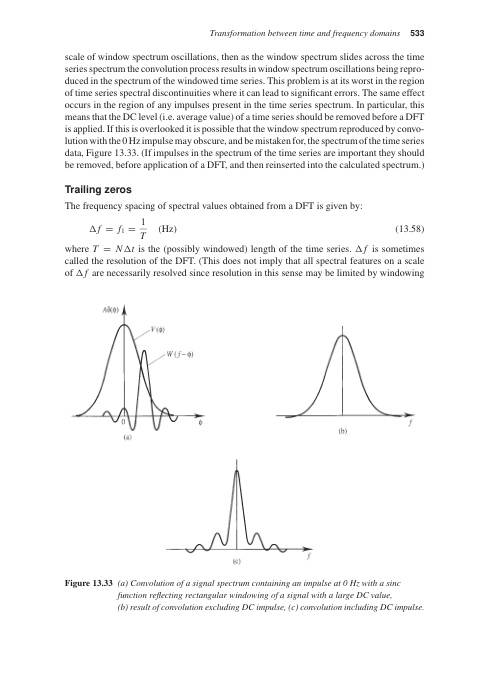 Transformation between time and frequency domains 533
scale of window spectrum oscillations, then as the window spectrum slides across the time
series spectrum the convolution process results in window spectrum oscillations being repro-
duced in the spectrum of the windowed time series. This problem is at its worst in the region
of time series spectral discontinuities where it can lead to significant errors. The same effect
occurs in the region of any impulses present in the time series spectrum. In particular, this
means that the DC level (i.e. average value) of a time series should be removed before a DFT
is applied. If this is overlooked it is possible that the window spectrum reproduced by convo-
lution with the 0 Hz impulse may obscure, and be mistaken for, the spectrum of the time series
data, Figure 13.33. (If impulses in the spectrum of the time series are important they should
be removed, before application of a DFT, and then reinserted into the calculated spectrum.)
Trailing zeros
The frequency spacing of spectral values obtained from a DFT is given by:
Δf = f₁ = 1/T (Hz) (13.58)
where T = NΔt is the (possibly windowed) length of the time series. Δf is sometimes
called the resolution of the DFT. (This does not imply that all spectral features on a scale
of Δf are necessarily resolved since resolution in this sense may be limited by windowing
V(φ)
W(f−φ)
0 φ
(a)
f
(b)
f
(c)
Figure 13.33 (a) Convolution of a signal spectrum containing an impulse at 0 Hz with a sinc
function reflecting rectangular windowing of a signal with a large DC value,
(b) result of convolution excluding DC impulse, (c) convolution including DC impulse.